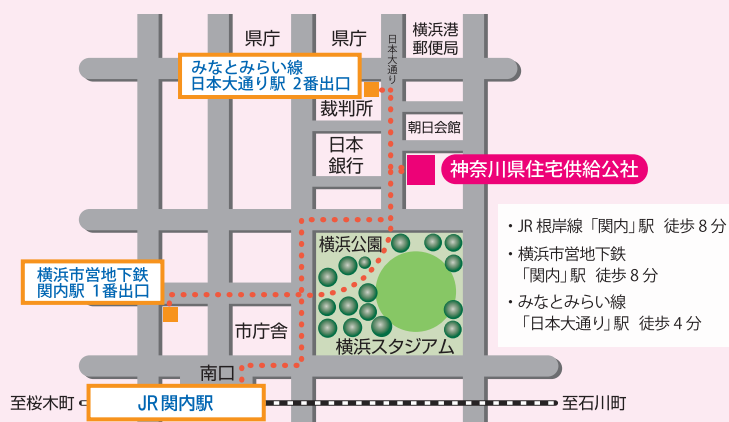 県庁
県庁
日本大通り
横浜港
郵便局
みなとみらい線
日本大通り駅 2番出口
裁判所
朝日会館
日本
銀行
神奈川県住宅供給公社
・JR根岸線「関内」駅 徒歩8分
・横浜市営地下鉄
「関内」駅 徒歩8分
・みなとみらい線
「日本大通り」駅 徒歩4分
横浜公園
横浜市営地下鉄
関内駅 1番出口
市庁舎
横浜スタジアム
南口
至桜木町
JR関内駅
至石川町